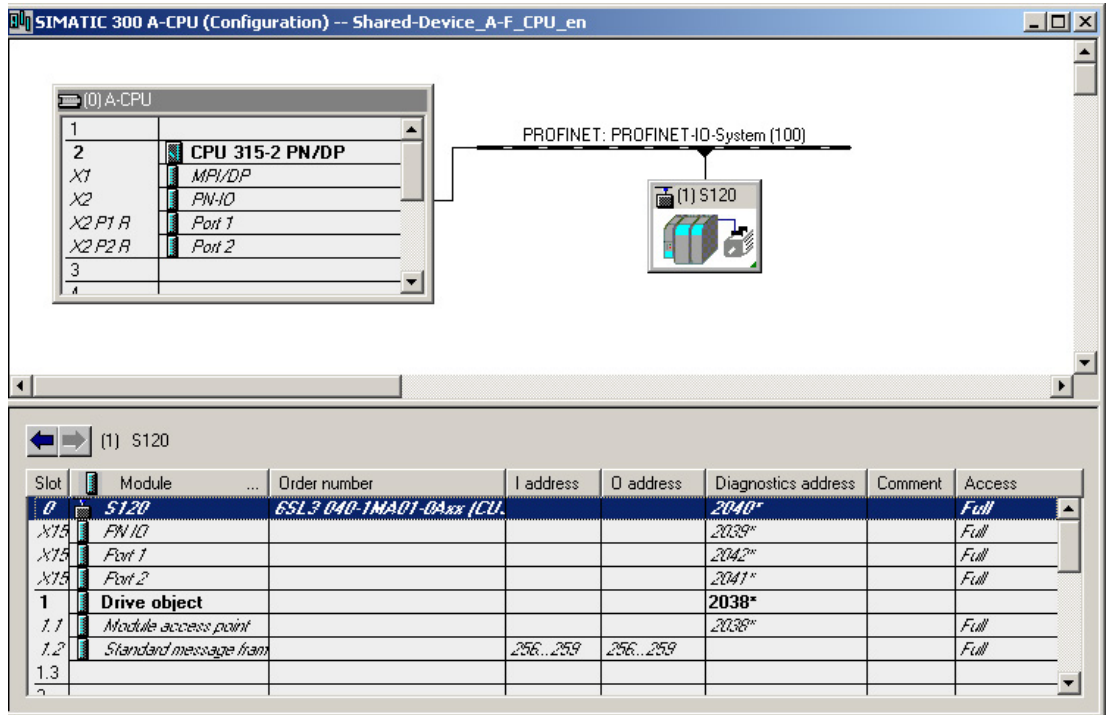 SIMATIC 300 A-CPU (Configuration) -- Shared-Device_A-F_CPU_en
(0) A-CPU
1
2 CPU 315-2 PN/DP
X1 MPI/DP
X2 PN-IO
X2 P1 R Port 1
X2 P2 R Port 2
3
4
PROFINET: PROFINET-IO-System (100)
(1) S120
(1) S120
Slot Module ... Order number I address O address Diagnostics address Comment Access
0 S120 6SL3 040-1MA01-0Axx (CU. 2040* Full
X15 PN IO 2039* Full
X15 Port 1 2042* Full
X15 Port 2 2041* Full
1 Drive object 2038*
1.1 Module access point 2038* Full
1.2 Standard message fram 256...259 256...259 Full
1.3